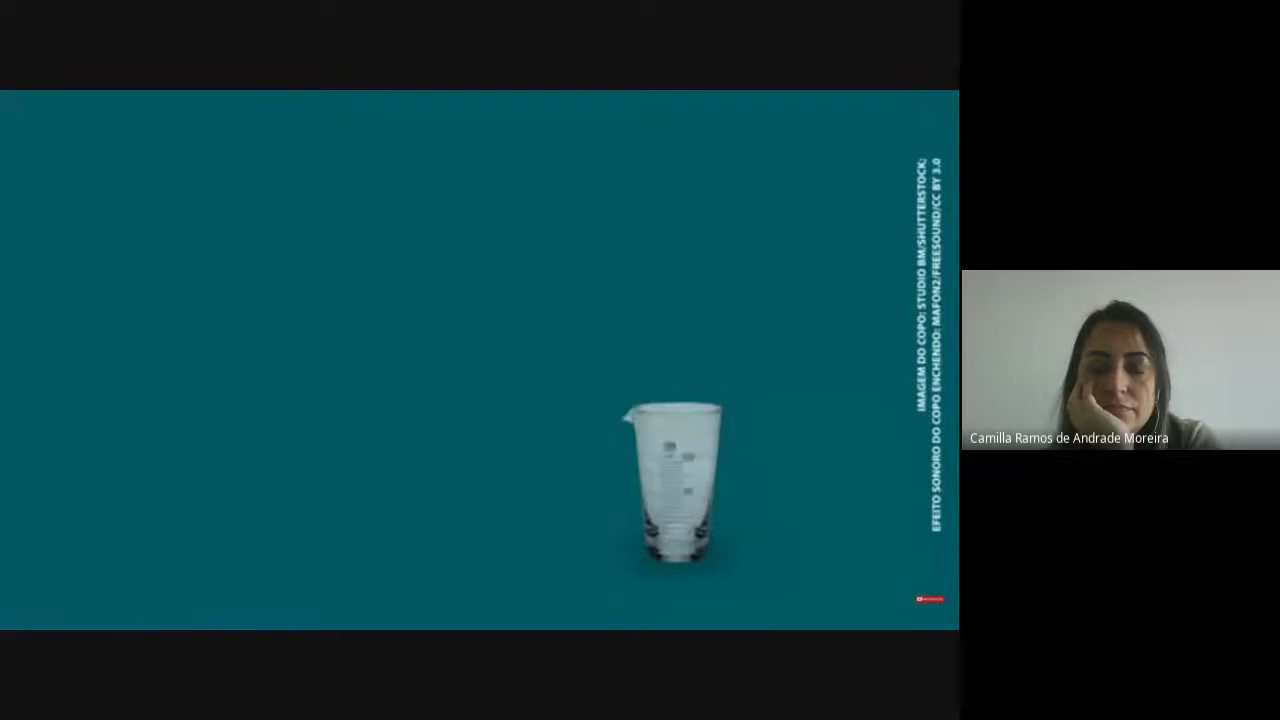 IMAGEM DO COPO: STUDIO BM/SHUTTERSTOCK;
EFEITO SONORO DO COPO ENCHENDO: MAFON2/FREESOUND/CC BY 3.0
Camilla Ramos de Andrade Moreira